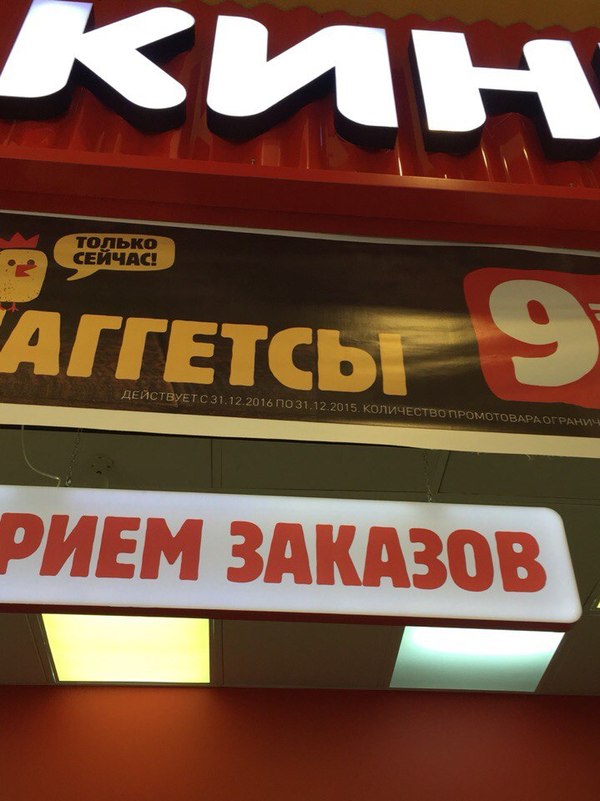 КИН
ТОЛЬКО
СЕЙЧАС!
АГГЕТСЫ
9
ДЕЙСТВУЕТ С 31.12.2016 ПО 31.12.2015. КОЛИЧЕСТВО ПРОМОТОВАРА ОГРАНИЧ
РИЕМ ЗАКАЗОВ